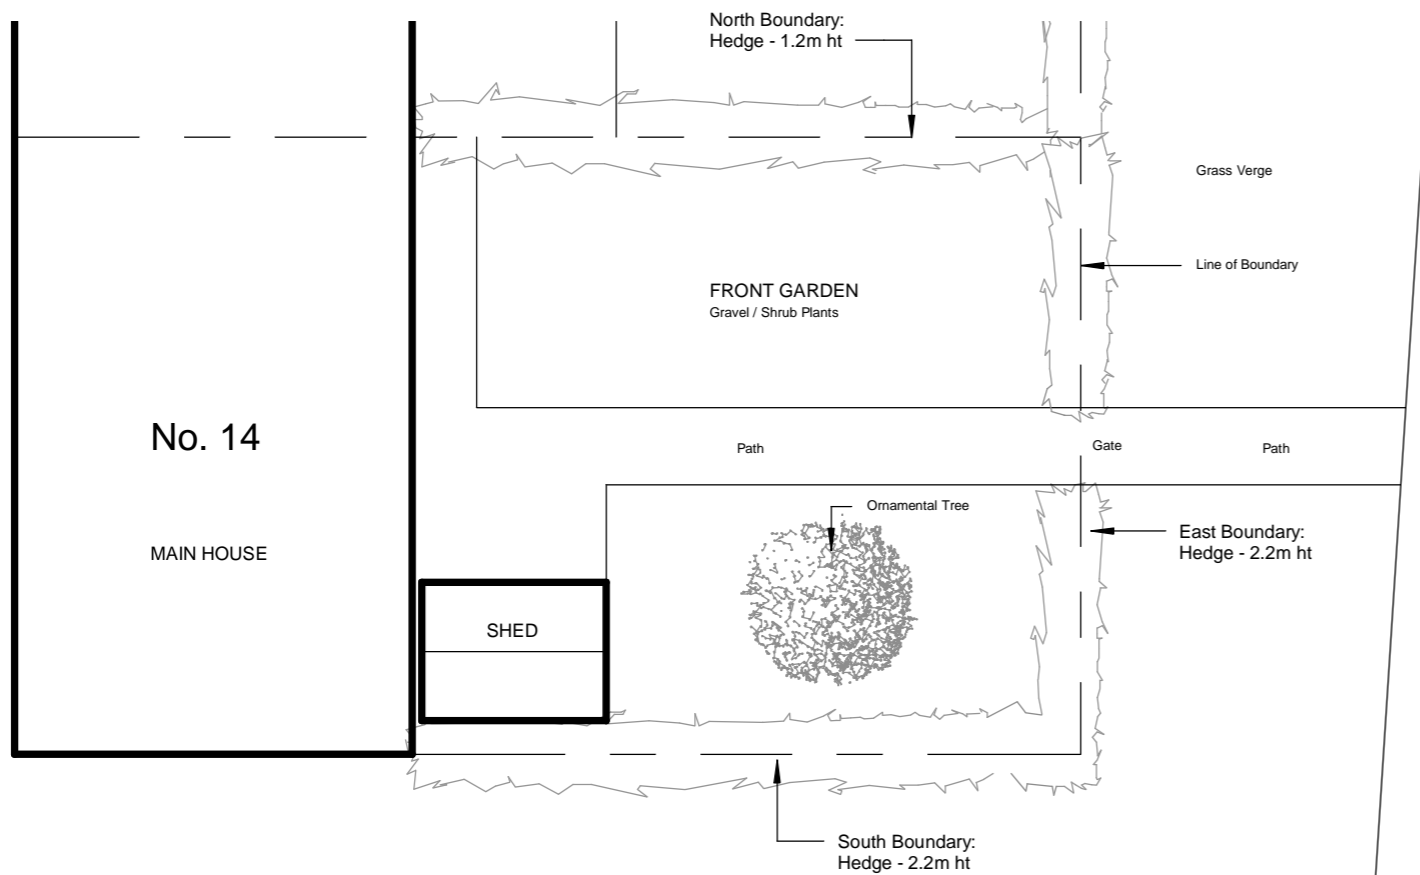 North Boundary:
Hedge - 1.2m ht
Grass Verge
Line of Boundary
FRONT GARDEN
Gravel / Shrub Plants
No. 14
Path
Gate
Path
Ornamental Tree
East Boundary:
Hedge - 2.2m ht
MAIN HOUSE
SHED
South Boundary:
Hedge - 2.2m ht